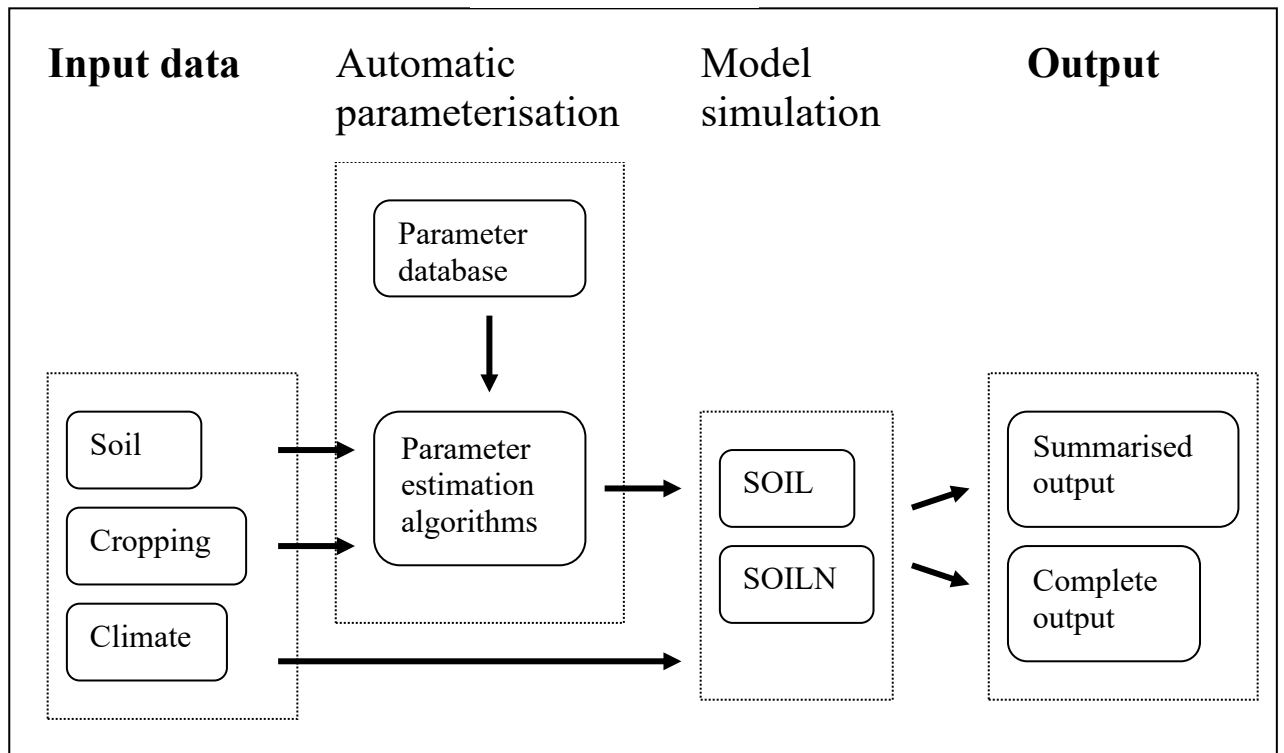 Input data
Automatic
parameterisation
Model
simulation
Output
Parameter
database
Soil
Cropping
Climate
Parameter
estimation
algorithms
SOIL
SOILN
Summarised
output
Complete
output